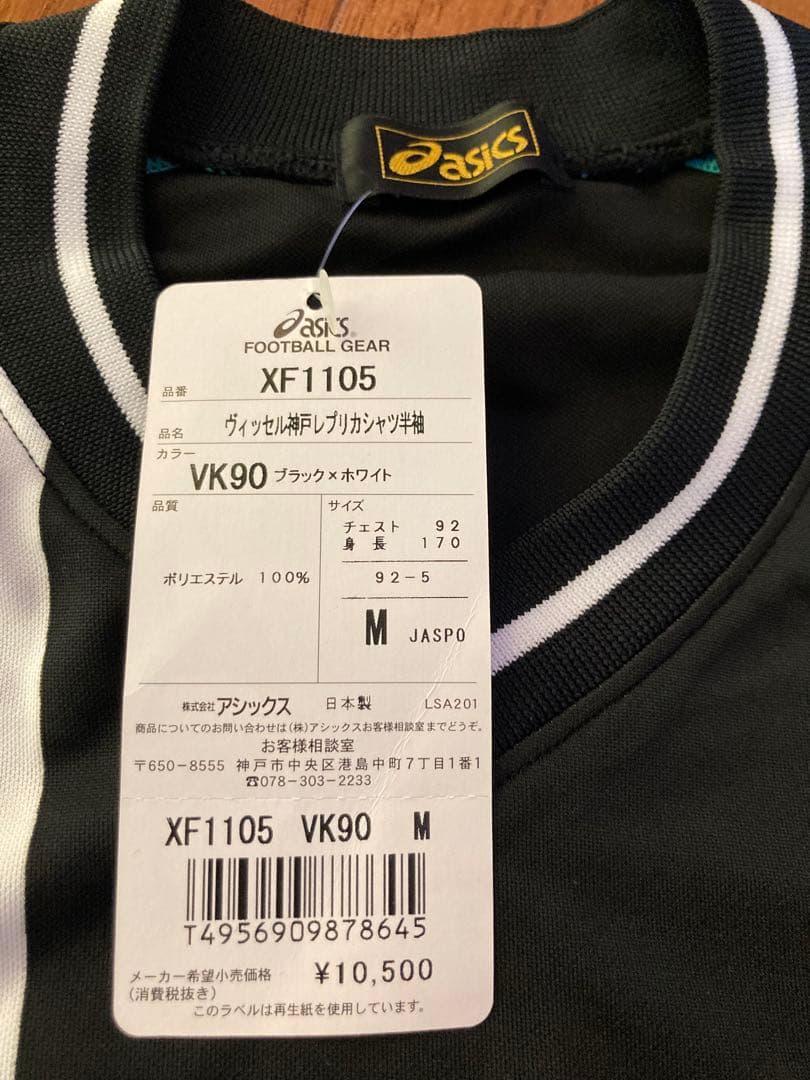 asics
asics
FOOTBALL GEAR
品番 XF1105
品名 ヴィッセル神戸レプリカシャツ半袖
カラー
VK90 ブラック×ホワイト
品質 サイズ
チェスト 92
身長 170
ポリエステル 100% 92-5
M JASPO
株式会社アシックス 日本製 LSA201
商品についてのお問い合わせは(株)アシックスお客様相談室までどうぞ。
お客様相談室
〒650-8555 神戸市中央区港島中町7丁目1番1
☎078-303-2233
XF1105 VK90 M
T4956909878645
メーカー希望小売価格 ¥10,500
(消費税抜き)
このラベルは再生紙を使用しています。